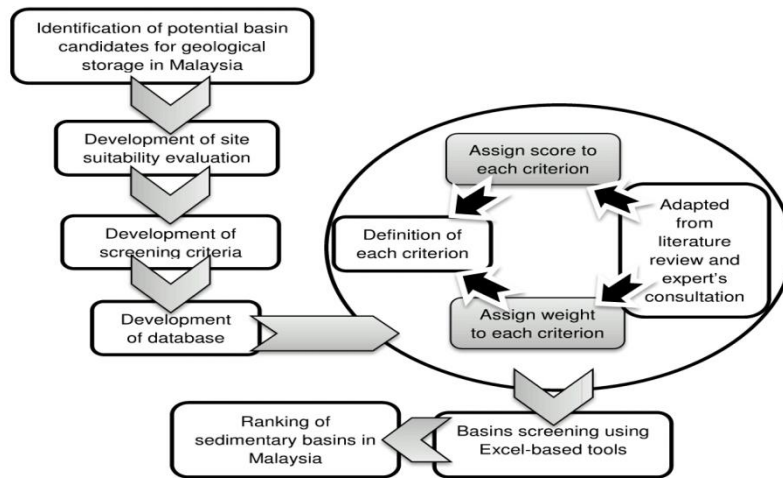 Identification of potential basin
candidates for geological
storage in Malaysia
Development of site
suitability evaluation
Development of
screening criteria
Development
of database
Assign score to
each criterion
Definition of
each criterion
Adapted
from
literature
review and
expert's
consultation
Assign weight
to each criterion
Basins screening using
Excel-based tools
Ranking of
sedimentary basins in
Malaysia